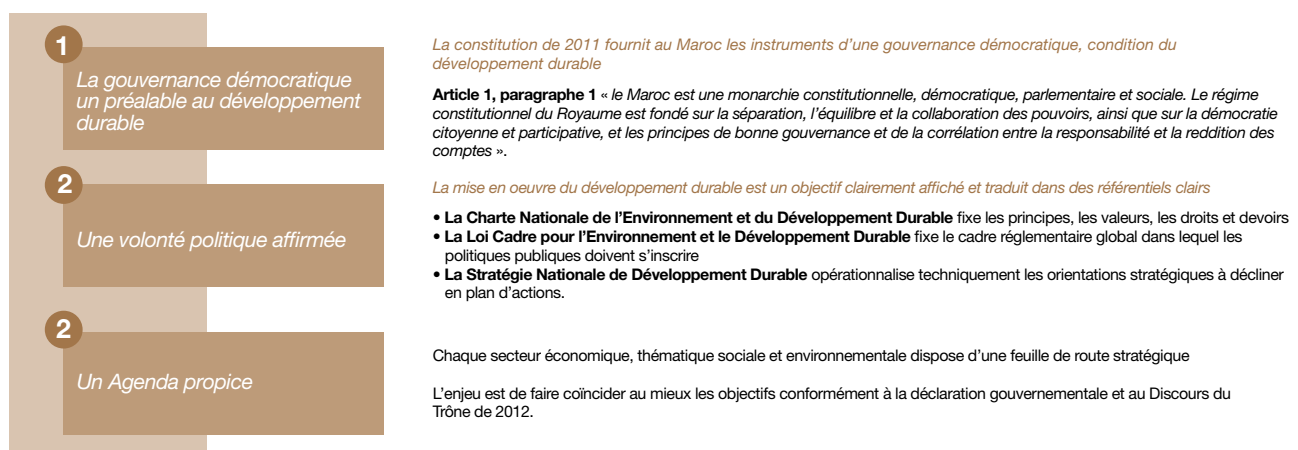 1
La gouvernance démocratique
un préalable au développement
durable
La constitution de 2011 fournit au Maroc les instruments d’une gouvernance démocratique, condition du
développement durable
Article 1, paragraphe 1 « le Maroc est une monarchie constitutionnelle, démocratique, parlementaire et sociale. Le régime
constitutionnel du Royaume est fondé sur la séparation, l’équilibre et la collaboration des pouvoirs, ainsi que sur la démocratie
citoyenne et participative, et les principes de bonne gouvernance et de la corrélation entre la responsabilité et la reddition des
comptes ».
2
Une volonté politique affirmée
La mise en oeuvre du développement durable est un objectif clairement affiché et traduit dans des référentiels clairs
• La Charte Nationale de l’Environnement et du Développement Durable fixe les principes, les valeurs, les droits et devoirs
• La Loi Cadre pour l’Environnement et le Développement Durable fixe le cadre réglementaire global dans lequel les
politiques publiques doivent s’inscrire
• La Stratégie Nationale de Développement Durable opérationnalise techniquement les orientations stratégiques à décliner
en plan d’actions.
2
Un Agenda propice
Chaque secteur économique, thématique sociale et environnementale dispose d’une feuille de route stratégique
L’enjeu est de faire coïncider au mieux les objectifs conformément à la déclaration gouvernementale et au Discours du
Trône de 2012.